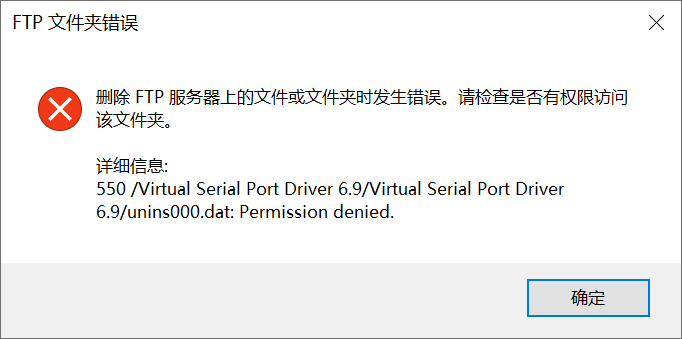 FTP 文件夹错误
删除 FTP 服务器上的文件或文件夹时发生错误。请检查是否有权限访问
该文件夹。
详细信息:
550 /Virtual Serial Port Driver 6.9/Virtual Serial Port Driver
6.9/unins000.dat: Permission denied.
确定